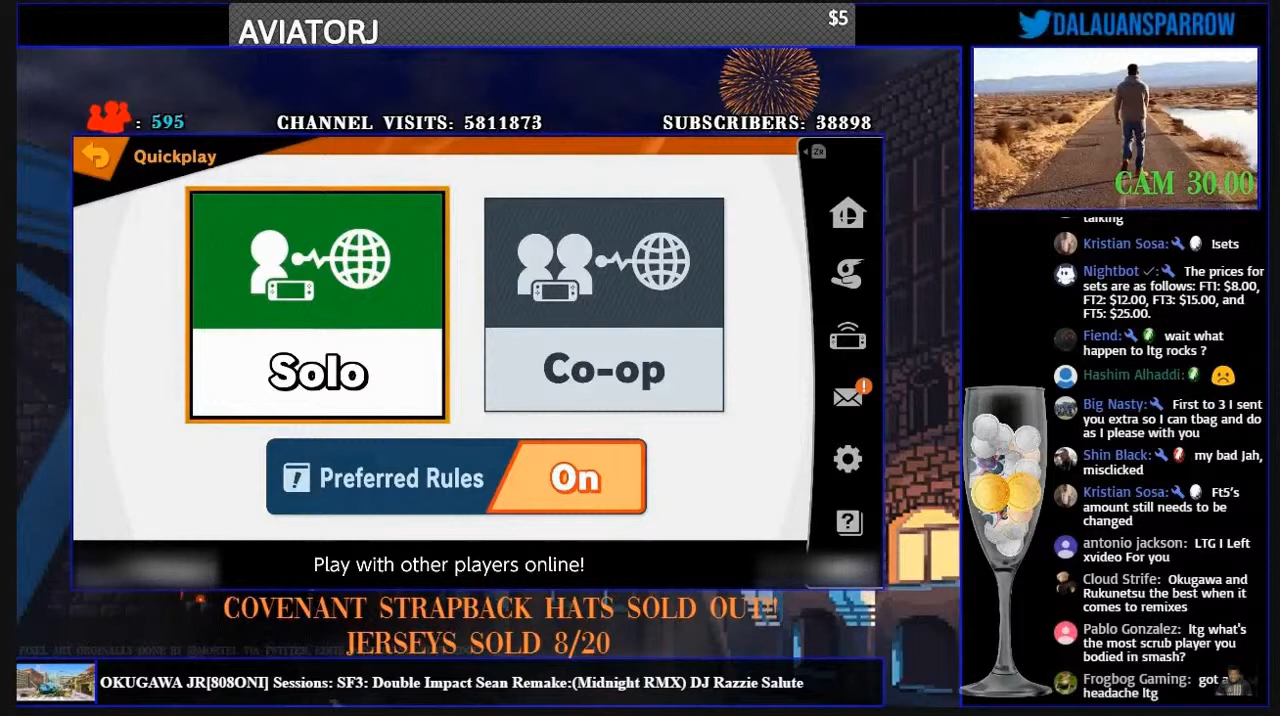 AVIATORJ
$5
DALAUANSPARROW
: 595
CHANNEL VISITS: 5811873
SUBSCRIBERS: 38898
Quickplay
ZR
Solo
Co-op
Preferred Rules
On
Play with other players online!
COVENANT STRAPBACK HATS SOLD OUT!!
JERSEYS SOLD 8/20
OKUGAWA JR[808ONI] Sessions: SF3: Double Impact Sean Remake:(Midnight RMX) DJ Razzie Salute
CAM 30.00
talking
Kristian Sosa: lsets
Nightbot: The prices for
sets are as follows: FT1: $8.00,
FT2: $12.00, FT3: $15.00, and
FT5: $25.00.
Fiend: wait what
happen to ltg rocks ?
Hashim Alhaddi:
Big Nasty: First to 3 I sent
you extra so I can tbag and do
as I please with you
Shin Black: my bad Jah,
misclicked
Kristian Sosa: Ft5's
amount still needs to be
changed
antonio jackson: LTG I Left
xvideo For you
Cloud Strife: Okugawa and
Rukunetsu the best when it
comes to remixes
Pablo Gonzalez: ltg what's
the most scrub player you
bodied in smash?
Frogbog Gaming: got a
headache ltg